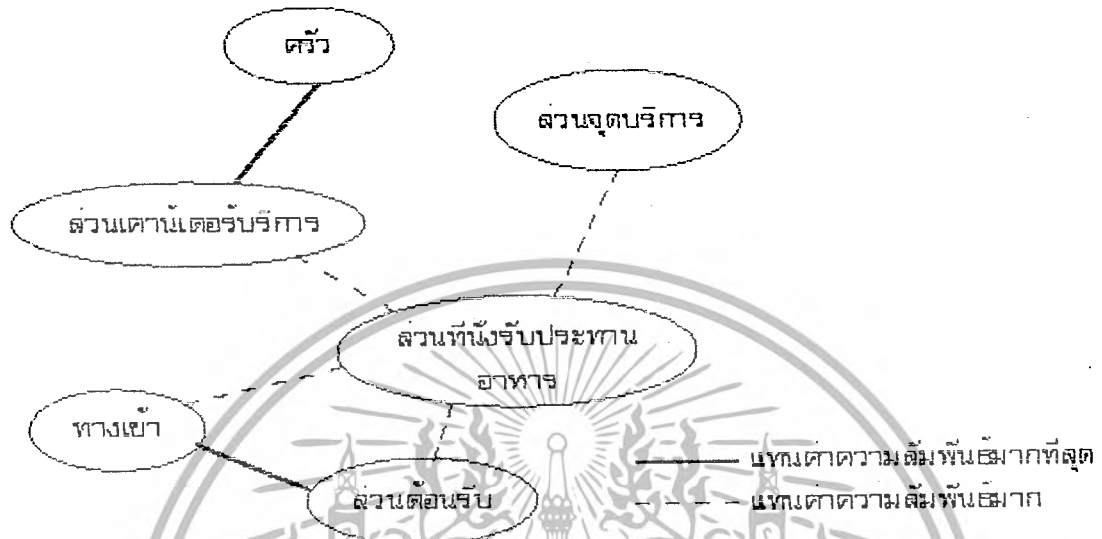 ครัว
ส่วนจุดบริการ
ส่วนเคาน์เตอร์บริการ
ส่วนที่นั่งรับประทาน
อาหาร
ทางเข้า
ส่วนต้อนรับ
แทนค่าความสัมพันธ์มากที่สุด
แทนค่าความสัมพันธ์มาก